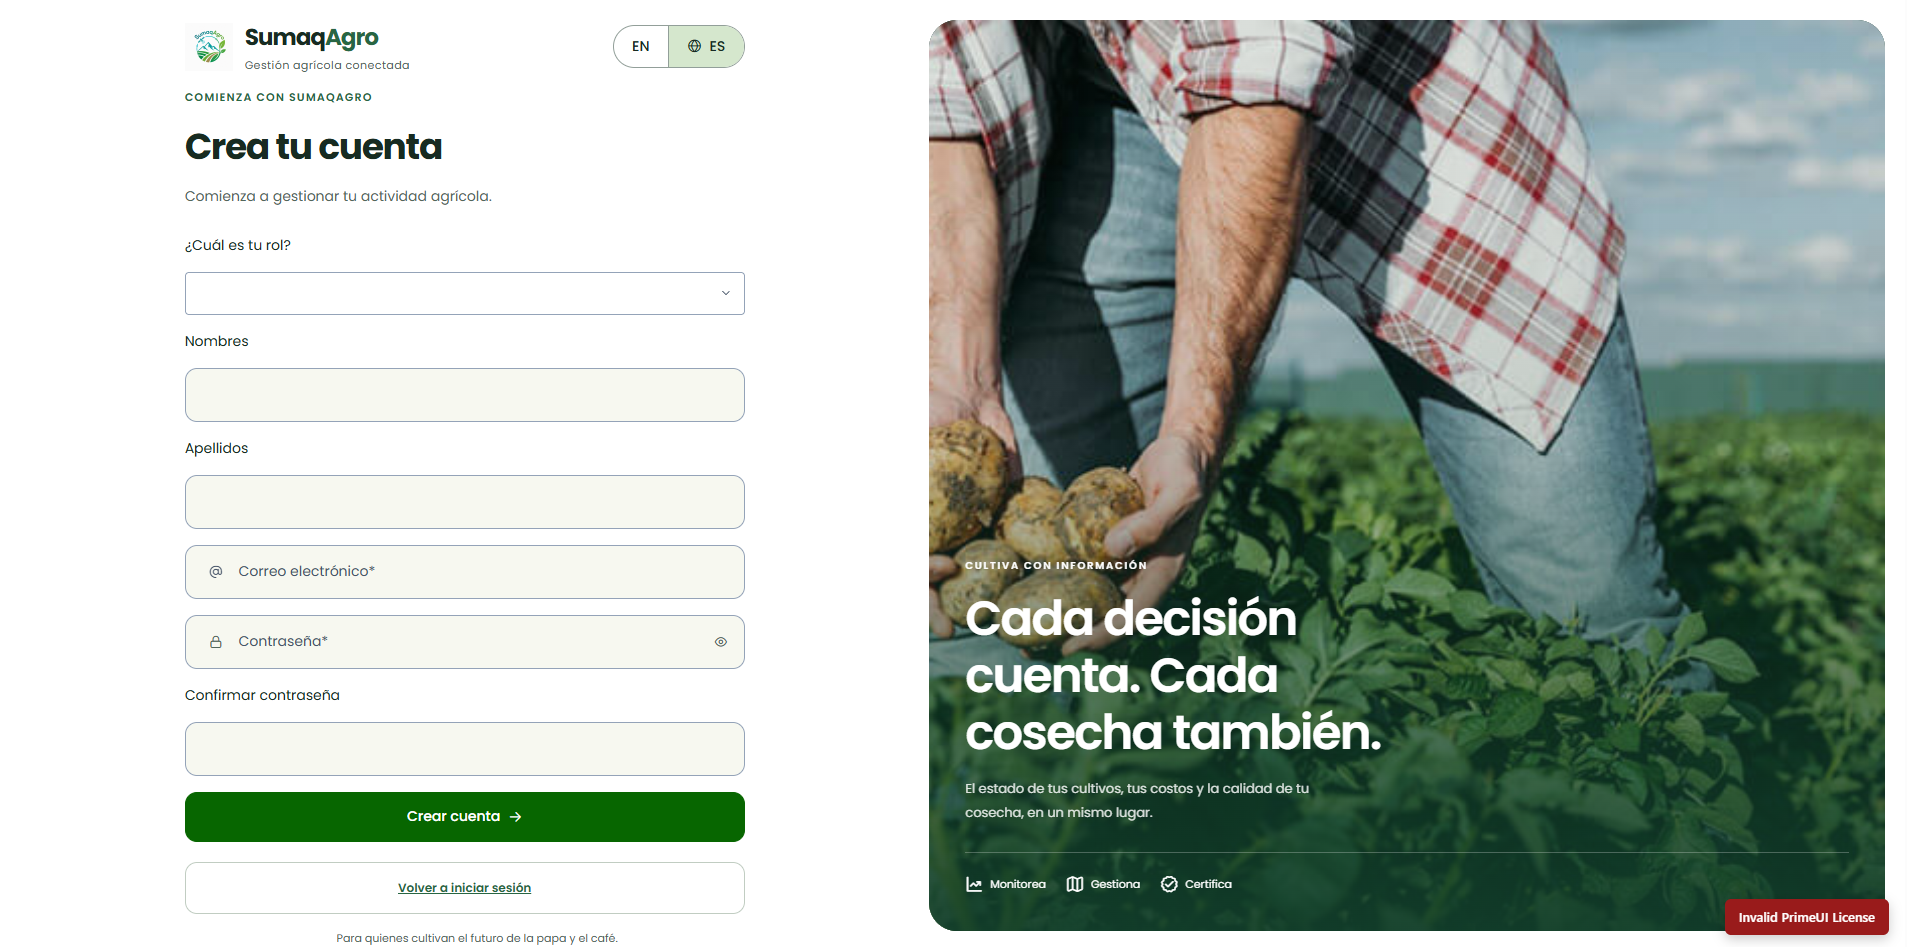 SumaqAgro
SumaqAgro
Gestión agrícola conectada
EN
ES
COMIENZA CON SUMAQAGRO
Crea tu cuenta
Comienza a gestionar tu actividad agrícola.
¿Cuál es tu rol?
Nombres
Apellidos
@ Correo electrónico*
Contraseña*
Confirmar contraseña
Crear cuenta →
Volver a iniciar sesión
Para quienes cultivan el futuro de la papa y el café.
CULTIVA CON INFORMACIÓN
Cada decisión
cuenta. Cada
cosecha también.
El estado de tus cultivos, tus costos y la calidad de tu
cosecha, en un mismo lugar.
Monitorea
Gestiona
Certifica
Invalid PrimeUI License